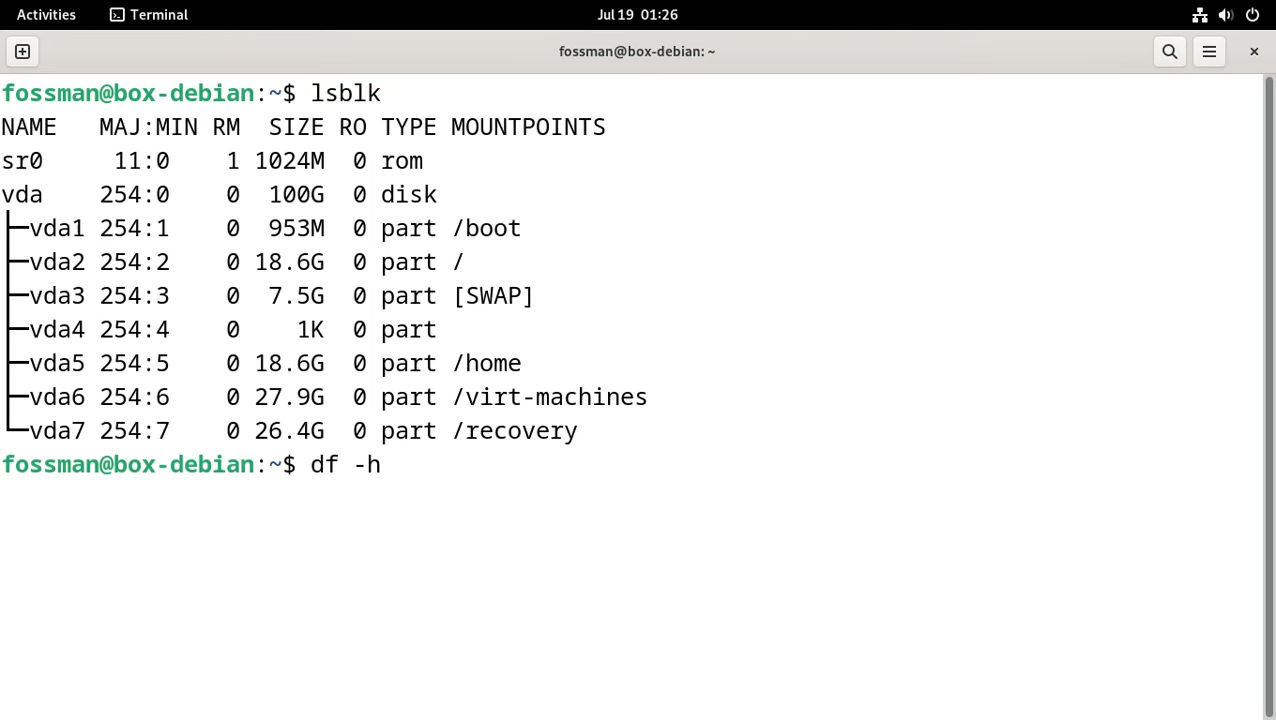 Activities Terminal Jul 19 01:26
fossman@box-debian: ~
fossman@box-debian:~$ lsblk
NAME   MAJ:MIN RM  SIZE RO TYPE MOUNTPOINTS
sr0     11:0    1 1024M  0 rom
vda    254:0    0  100G  0 disk
├─vda1 254:1    0  953M  0 part /boot
├─vda2 254:2    0 18.6G  0 part /
├─vda3 254:3    0  7.5G  0 part [SWAP]
├─vda4 254:4    0    1K  0 part
├─vda5 254:5    0 18.6G  0 part /home
├─vda6 254:6    0 27.9G  0 part /virt-machines
└─vda7 254:7    0 26.4G  0 part /recovery
fossman@box-debian:~$ df -h